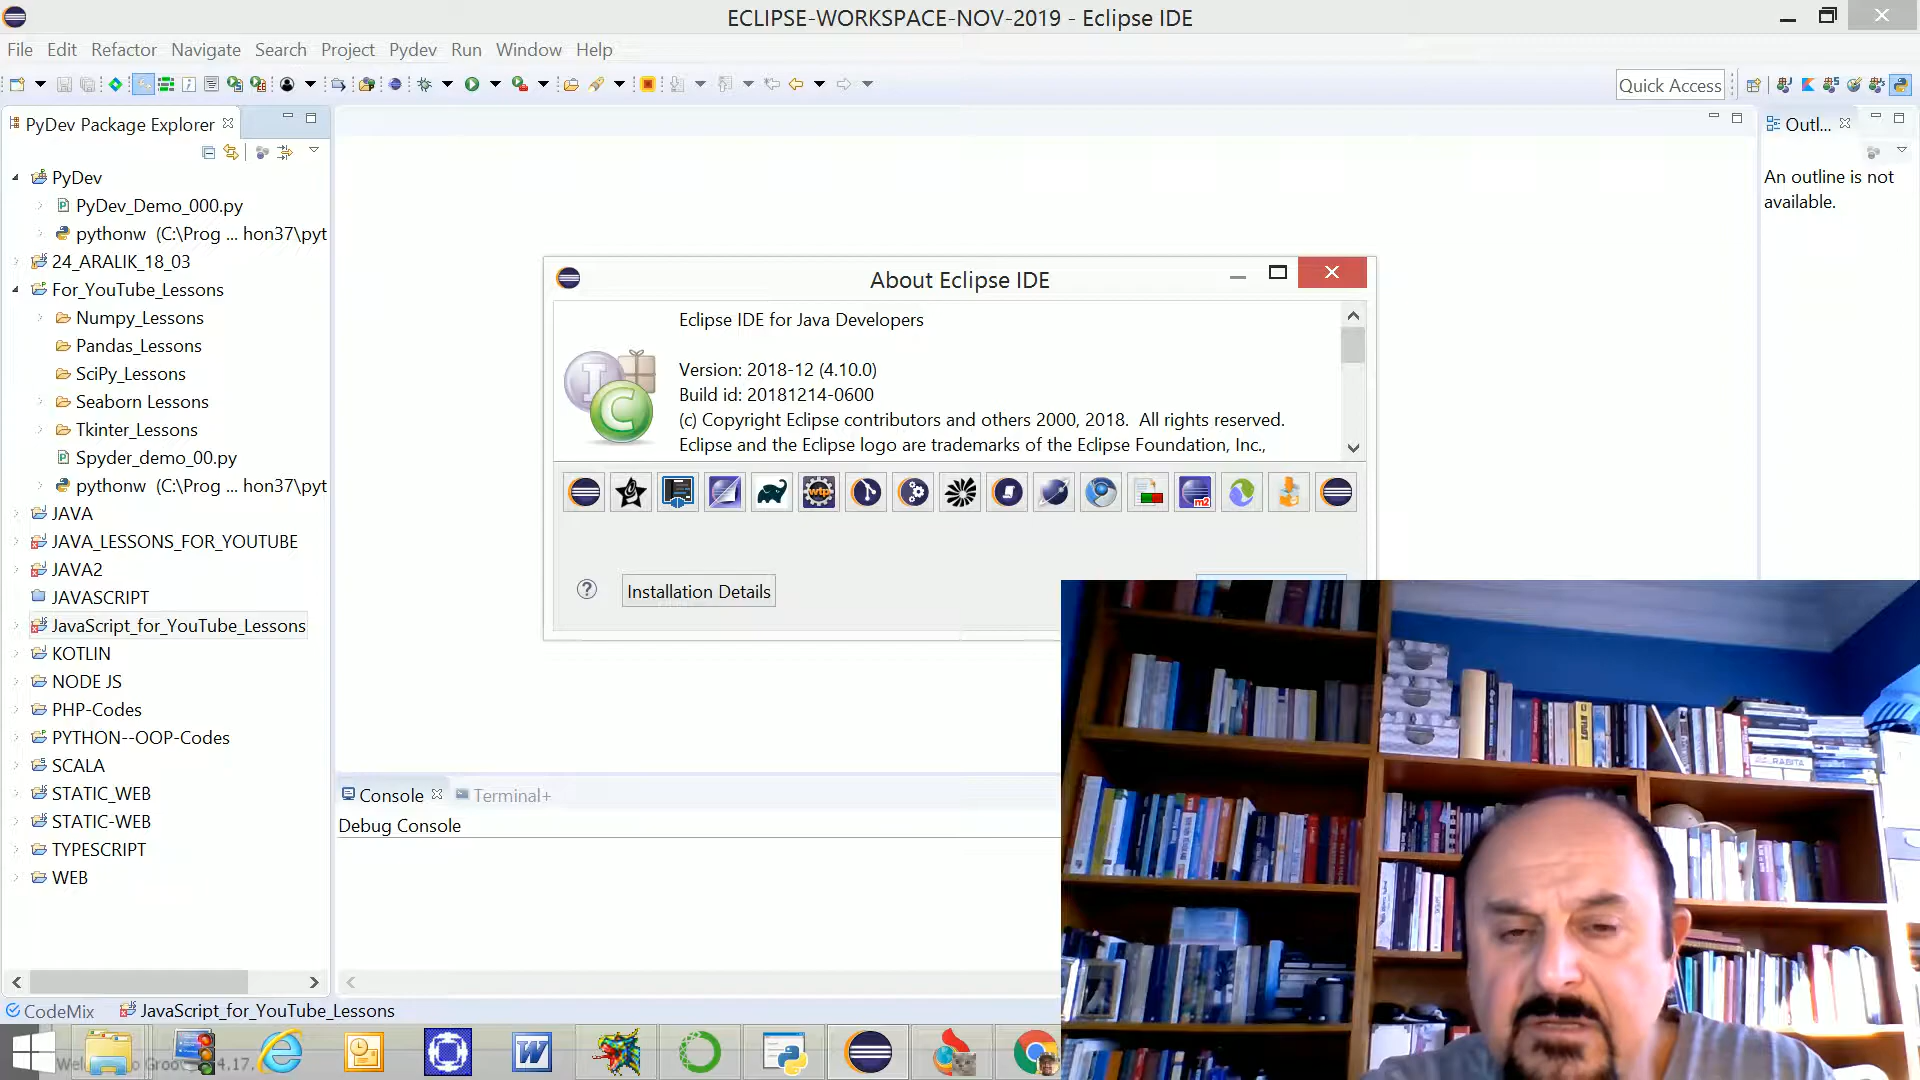 ECLIPSE-WORKSPACE-NOV-2019 - Eclipse IDE
File Edit Refactor Navigate Search Project Pydev Run Window Help
Quick Access
PyDev Package Explorer
PyDev
PyDev_Demo_000.py
pythonw (C:\Prog ... hon37\pyt
24_ARALIK_18_03
For_YouTube_Lessons
Numpy_Lessons
Pandas_Lessons
SciPy_Lessons
Seaborn Lessons
Tkinter_Lessons
Spyder_demo_00.py
pythonw (C:\Prog ... hon37\pyt
JAVA
JAVA_LESSONS_FOR_YOUTUBE
JAVA2
JAVASCRIPT
JavaScript_for_YouTube_Lessons
KOTLIN
NODE JS
PHP-Codes
PYTHON--OOP-Codes
SCALA
STATIC_WEB
STATIC-WEB
TYPESCRIPT
WEB
Outl...
An outline is not
available.
About Eclipse IDE
Eclipse IDE for Java Developers
Version: 2018-12 (4.10.0)
Build id: 20181214-0600
(c) Copyright Eclipse contributors and others 2000, 2018. All rights reserved.
Eclipse and the Eclipse logo are trademarks of the Eclipse Foundation, Inc.,
wtp
m2
Installation Details
Console
Terminal+
Debug Console
CodeMix
JavaScript_for_YouTube_Lessons
RABITA